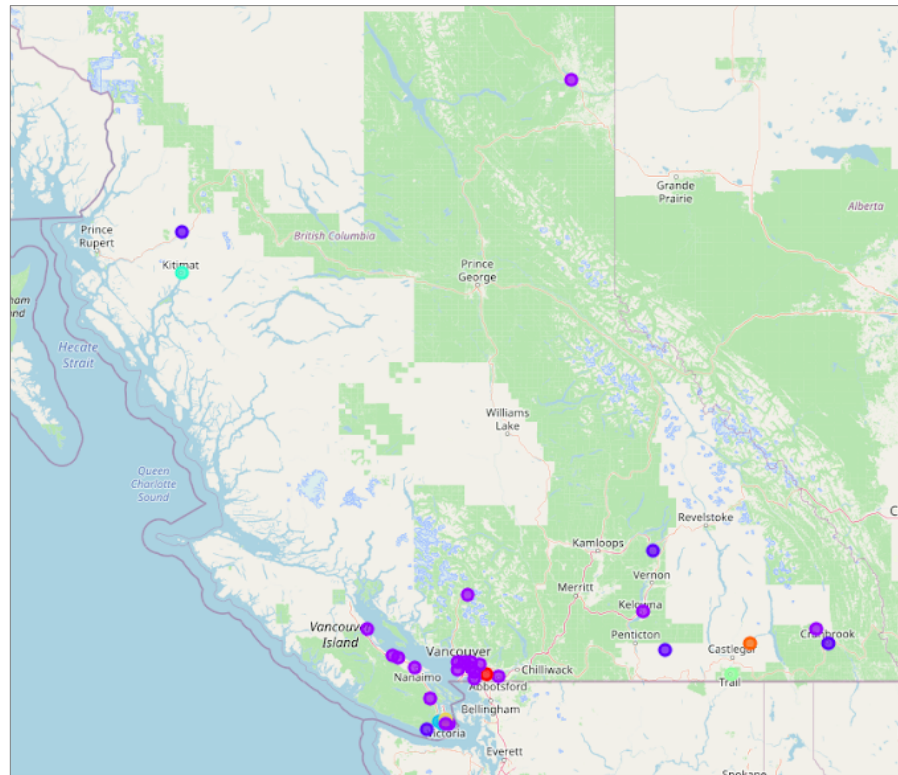 Grande
Prairie
Alberta
Prince
Rupert
British Columbia
Kitimat
Prince
George
Hecate
Strait
Williams
Lake
Queen
Charlotte
Sound
Revelstoke
Kamloops
Vernon
Merritt
Kelowna
Vancouver
Island
Penticton
Cranbrook
Castlegar
Vancouver
Chilliwack
Nanaimo
Trail
Abbotsford
Bellingham
Victoria
Everett
Spokane